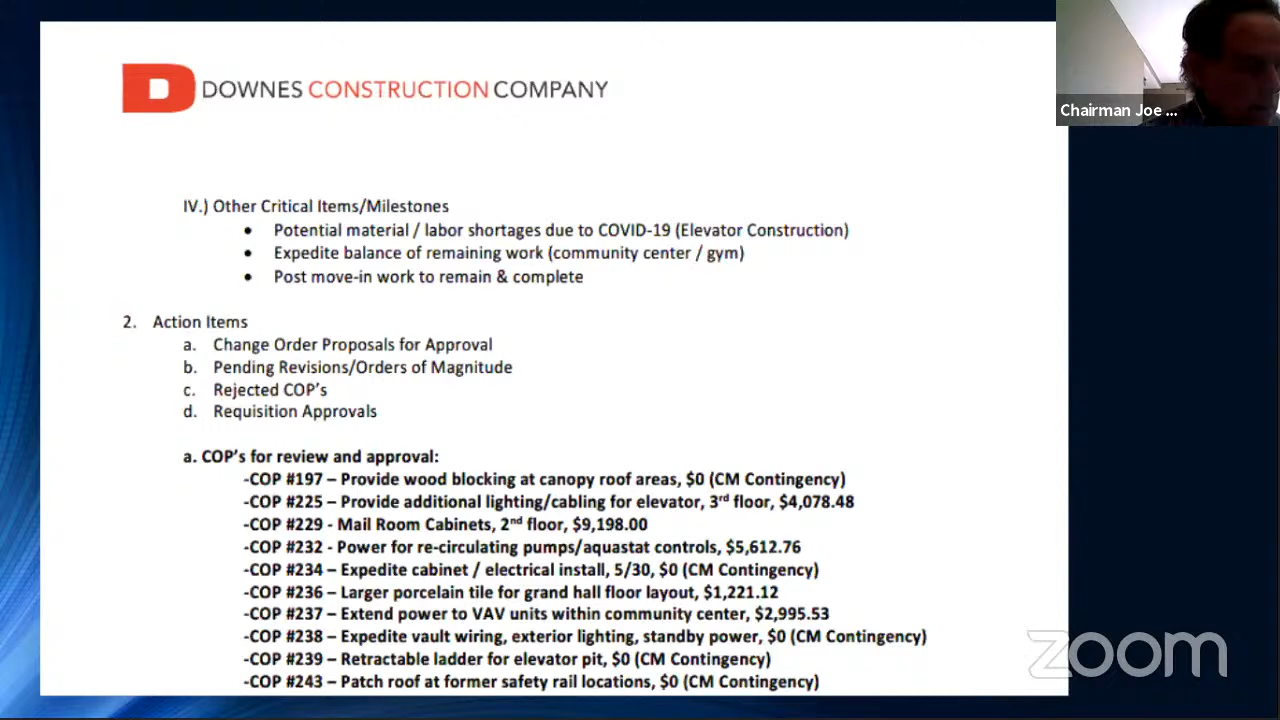 DOWNES CONSTRUCTION COMPANY
Chairman Joe ...
IV.) Other Critical Items/Milestones
• Potential material / labor shortages due to COVID-19 (Elevator Construction)
• Expedite balance of remaining work (community center / gym)
• Post move-in work to remain & complete
2. Action Items
a. Change Order Proposals for Approval
b. Pending Revisions/Orders of Magnitude
c. Rejected COP's
d. Requisition Approvals
a. COP's for review and approval:
-COP #197 – Provide wood blocking at canopy roof areas, $0 (CM Contingency)
-COP #225 – Provide additional lighting/cabling for elevator, 3rd floor, $4,078.48
-COP #229 - Mail Room Cabinets, 2nd floor, $9,198.00
-COP #232 - Power for re-circulating pumps/aquastat controls, $5,612.76
-COP #234 – Expedite cabinet / electrical install, 5/30, $0 (CM Contingency)
-COP #236 – Larger porcelain tile for grand hall floor layout, $1,221.12
-COP #237 – Extend power to VAV units within community center, $2,995.53
-COP #238 – Expedite vault wiring, exterior lighting, standby power, $0 (CM Contingency)
-COP #239 – Retractable ladder for elevator pit, $0 (CM Contingency)
-COP #243 – Patch roof at former safety rail locations, $0 (CM Contingency)
zoom